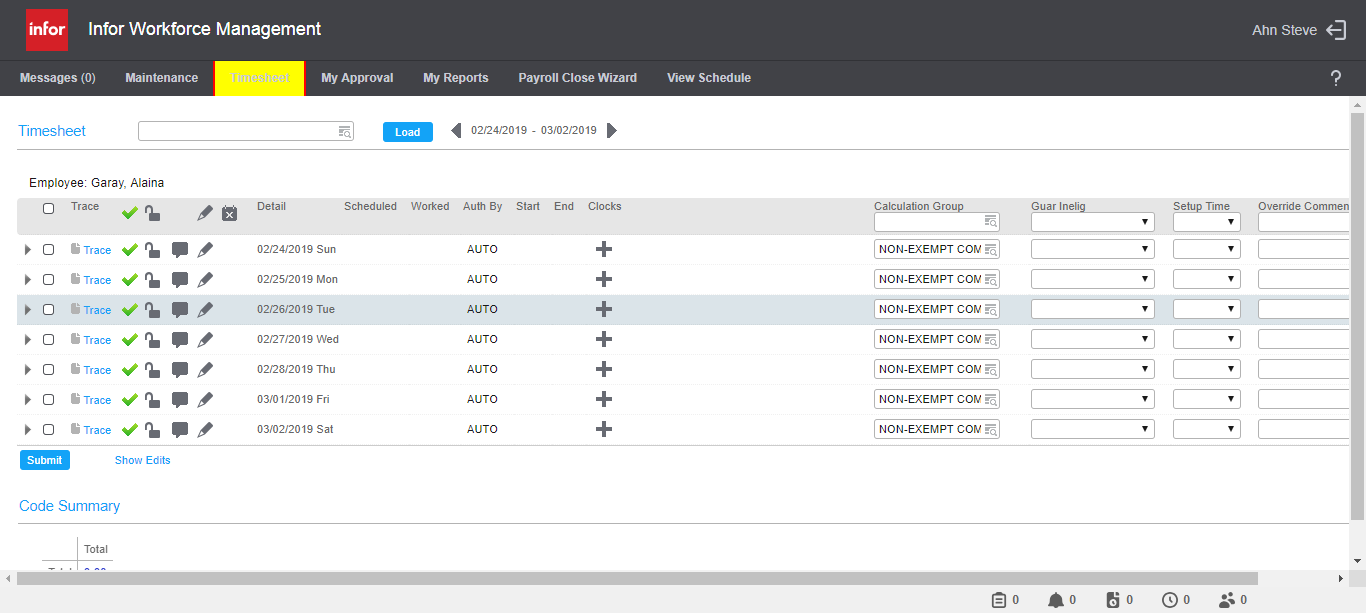 infor Infor Workforce Management Ahn Steve
Messages (0) Maintenance Timesheet My Approval My Reports Payroll Close Wizard View Schedule ?
Timesheet Load 02/24/2019 - 03/02/2019
Employee: Garay, Alaina
Trace Detail Scheduled Worked Auth By Start End Clocks Calculation Group Guar Inelig Setup Time Override Commen
Trace 02/24/2019 Sun AUTO NON-EXEMPT COM
Trace 02/25/2019 Mon AUTO NON-EXEMPT COM
Trace 02/26/2019 Tue AUTO NON-EXEMPT COM
Trace 02/27/2019 Wed AUTO NON-EXEMPT COM
Trace 02/28/2019 Thu AUTO NON-EXEMPT COM
Trace 03/01/2019 Fri AUTO NON-EXEMPT COM
Trace 03/02/2019 Sat AUTO NON-EXEMPT COM
Submit Show Edits
Code Summary
Total
0 0 0 0 0